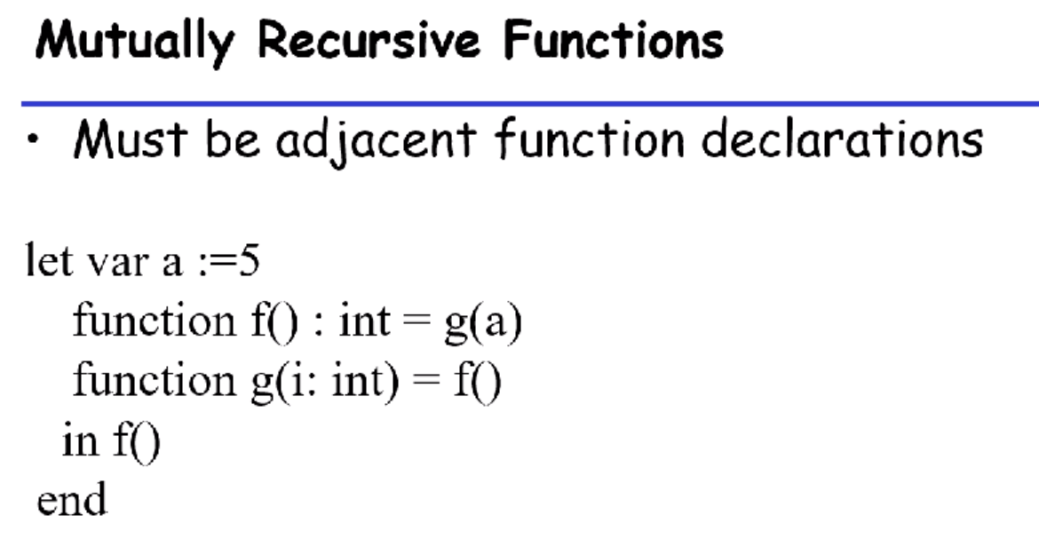 Mutually Recursive Functions
• Must be adjacent function declarations
let var a :=5
function f() : int = g(a)
function g(i: int) = f()
in f()
end